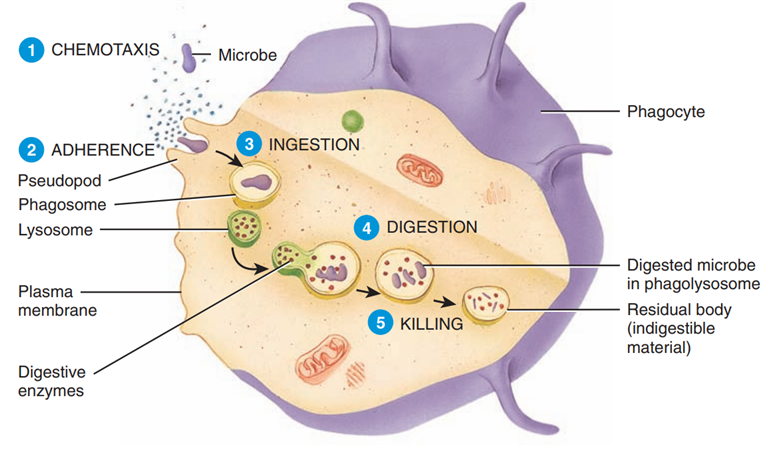 1 CHEMOTAXIS
Microbe
Phagocyte
2 ADHERENCE
3 INGESTION
Pseudopod
Phagosome
Lysosome
4 DIGESTION
Digested microbe
in phagolysosome
Plasma
membrane
Residual body
(indigestible
material)
5 KILLING
Digestive
enzymes